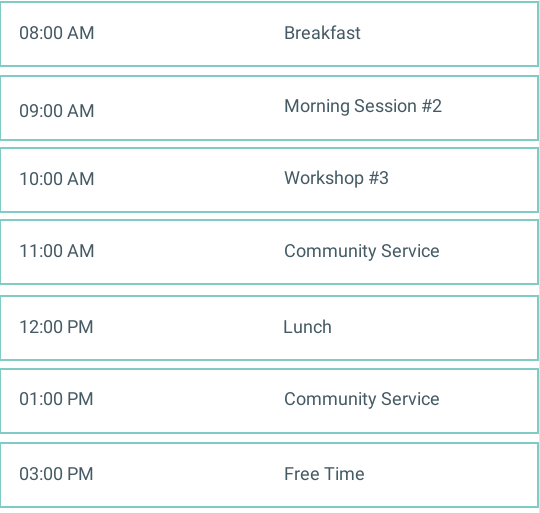 08:00 AM Breakfast
09:00 AM Morning Session #2
10:00 AM Workshop #3
11:00 AM Community Service
12:00 PM Lunch
01:00 PM Community Service
03:00 PM Free Time